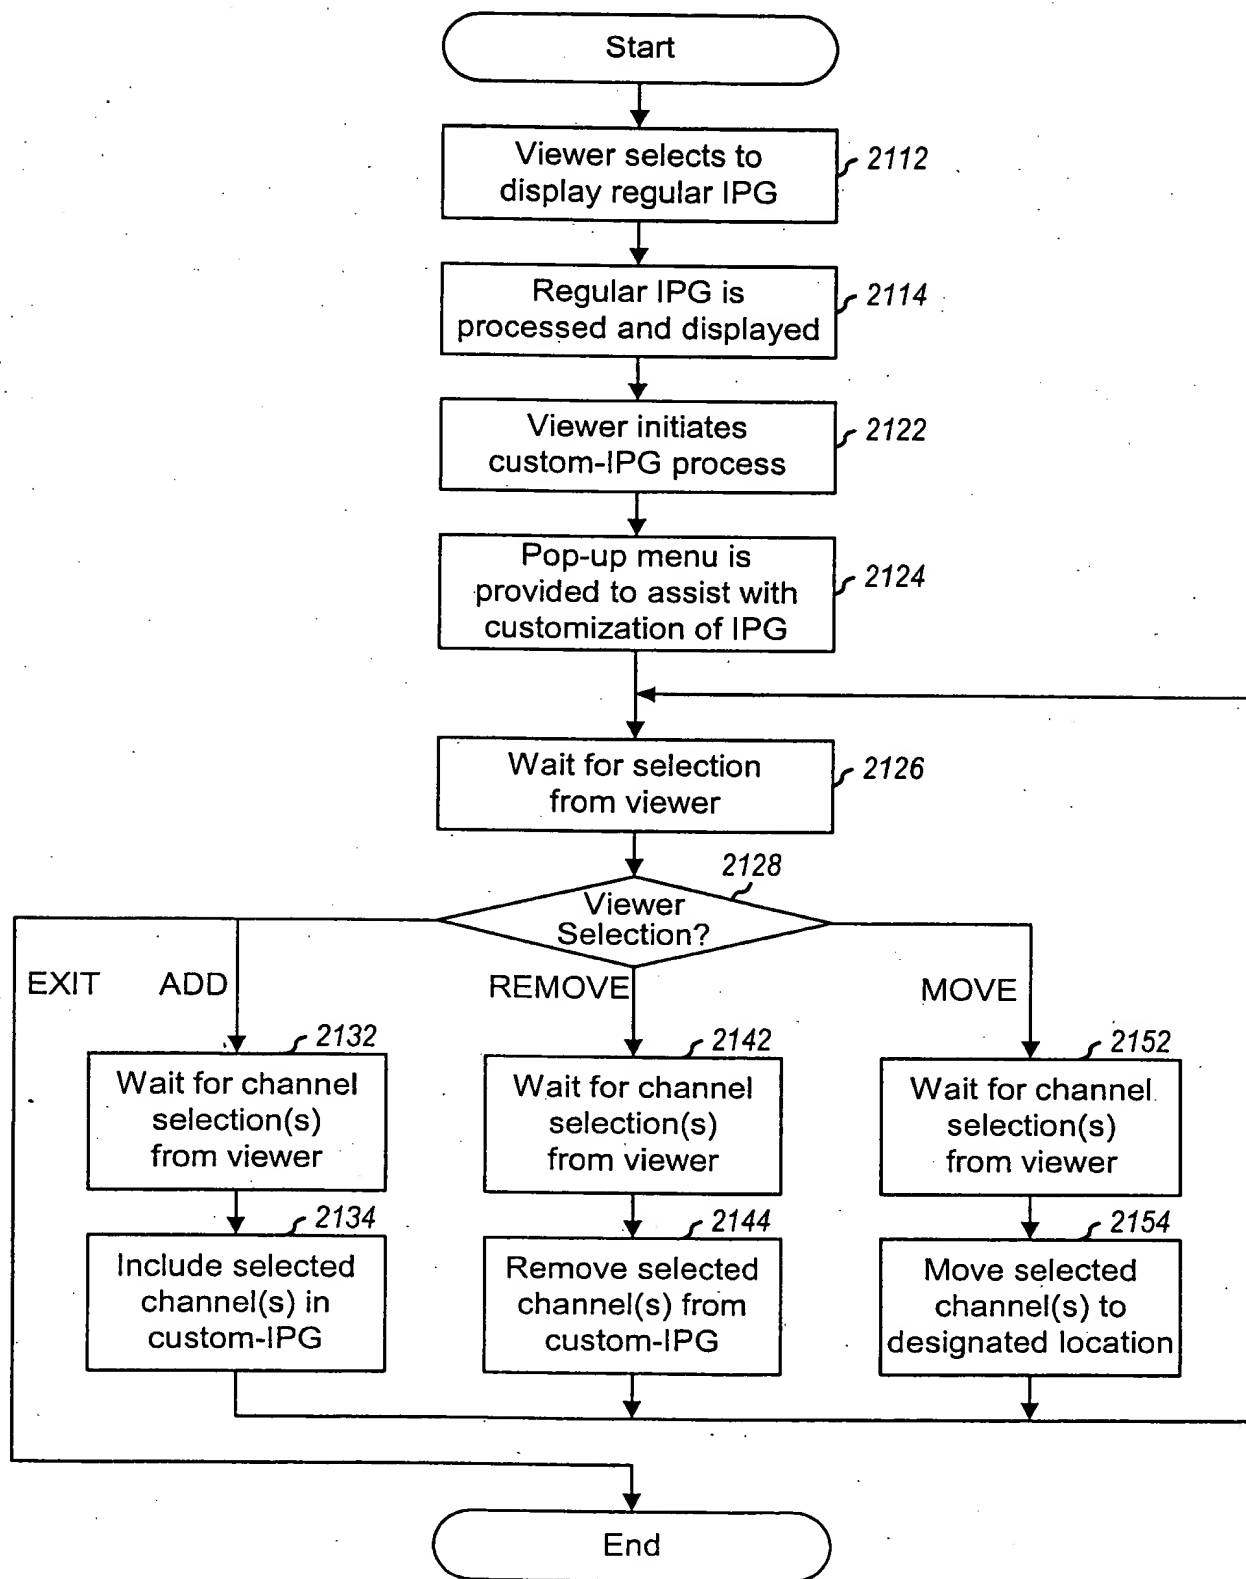 Start
Viewer selects to
display regular IPG
2112
Regular IPG is
processed and displayed
2114
Viewer initiates
custom-IPG process
2122
Pop-up menu is
provided to assist with
customization of IPG
2124
Wait for selection
from viewer
2126
2128
Viewer
Selection?
EXIT
ADD
REMOVE
MOVE
2132
Wait for channel
selection(s)
from viewer
2142
Wait for channel
selection(s)
from viewer
2152
Wait for channel
selection(s)
from viewer
2134
Include selected
channel(s) in
custom-IPG
2144
Remove selected
channel(s) from
custom-IPG
2154
Move selected
channel(s) to
designated location
End